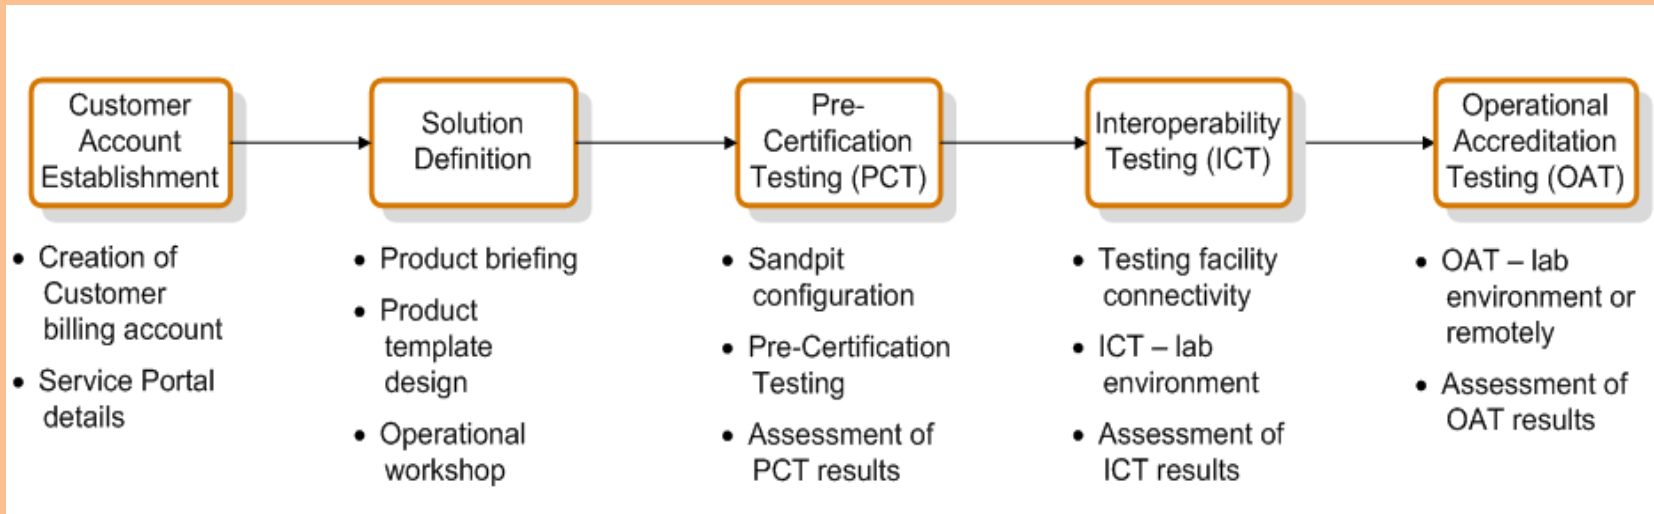 Customer
Account
Establishment
Solution
Definition
Pre-
Certification
Testing (PCT)
Interoperability
Testing (ICT)
Operational
Accreditation
Testing (OAT)
• Creation of
Customer
billing account
• Service Portal
details
• Product briefing
• Product
template
design
• Operational
workshop
• Sandpit
configuration
• Pre-Certification
Testing
• Assessment of
PCT results
• Testing facility
connectivity
• ICT – lab
environment
• Assessment of
ICT results
• OAT – lab
environment or
remotely
• Assessment of
OAT results